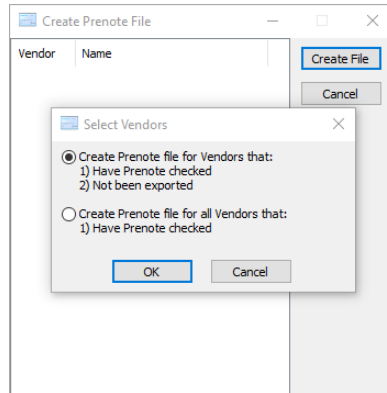 Create Prenote File
Vendor Name
Create File
Cancel
Select Vendors
Create Prenote file for Vendors that:
1) Have Prenote checked
2) Not been exported
Create Prenote file for all Vendors that:
1) Have Prenote checked
OK Cancel